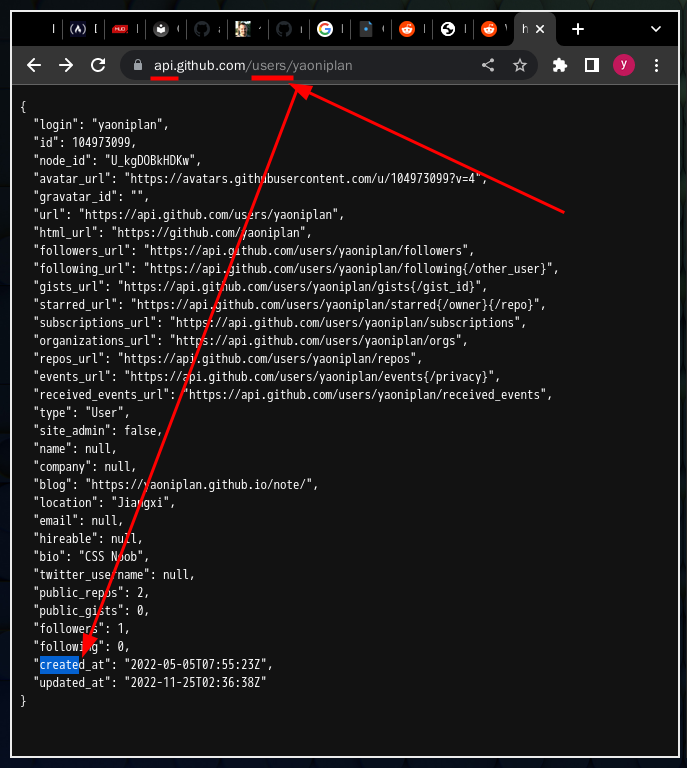 h
api.github.com/users/yaoniplan
y
{
"login": "yaoniplan",
"id": 104973099,
"node_id": "U_kgDOBkHDKw",
"avatar_url": "https://avatars.githubusercontent.com/u/104973099?v=4",
"gravatar_id": "",
"url": "https://api.github.com/users/yaoniplan",
"html_url": "https://github.com/yaoniplan",
"followers_url": "https://api.github.com/users/yaoniplan/followers",
"following_url": "https://api.github.com/users/yaoniplan/following{/other_user}",
"gists_url": "https://api.github.com/users/yaoniplan/gists{/gist_id}",
"starred_url": "https://api.github.com/users/yaoniplan/starred{/owner}{/repo}",
"subscriptions_url": "https://api.github.com/users/yaoniplan/subscriptions",
"organizations_url": "https://api.github.com/users/yaoniplan/orgs",
"repos_url": "https://api.github.com/users/yaoniplan/repos",
"events_url": "https://api.github.com/users/yaoniplan/events{/privacy}",
"received_events_url": "https://api.github.com/users/yaoniplan/received_events",
"type": "User",
"site_admin": false,
"name": null,
"company": null,
"blog": "https://yaoniplan.github.io/note/",
"location": "Jiangxi",
"email": null,
"hireable": null,
"bio": "CSS Noob",
"twitter_username": null,
"public_repos": 2,
"public_gists": 0,
"followers": 1,
"following": 0,
"created_at": "2022-05-05T07:55:23Z",
"updated_at": "2022-11-25T02:36:38Z"
}